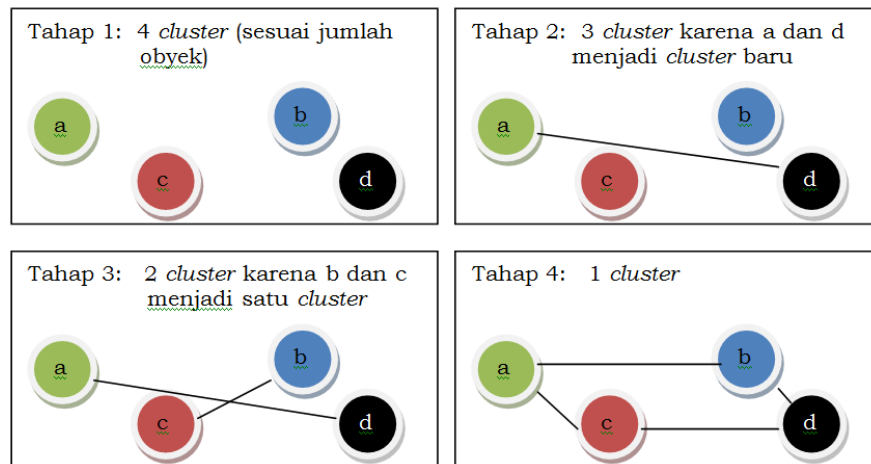 Tahap 1: 4 cluster (sesuai jumlah
obyek)
a
b
c
d
Tahap 2: 3 cluster karena a dan d
menjadi cluster baru
a
b
c
d
Tahap 3: 2 cluster karena b dan c
menjadi satu cluster
a
b
c
d
Tahap 4: 1 cluster
a
b
c
d